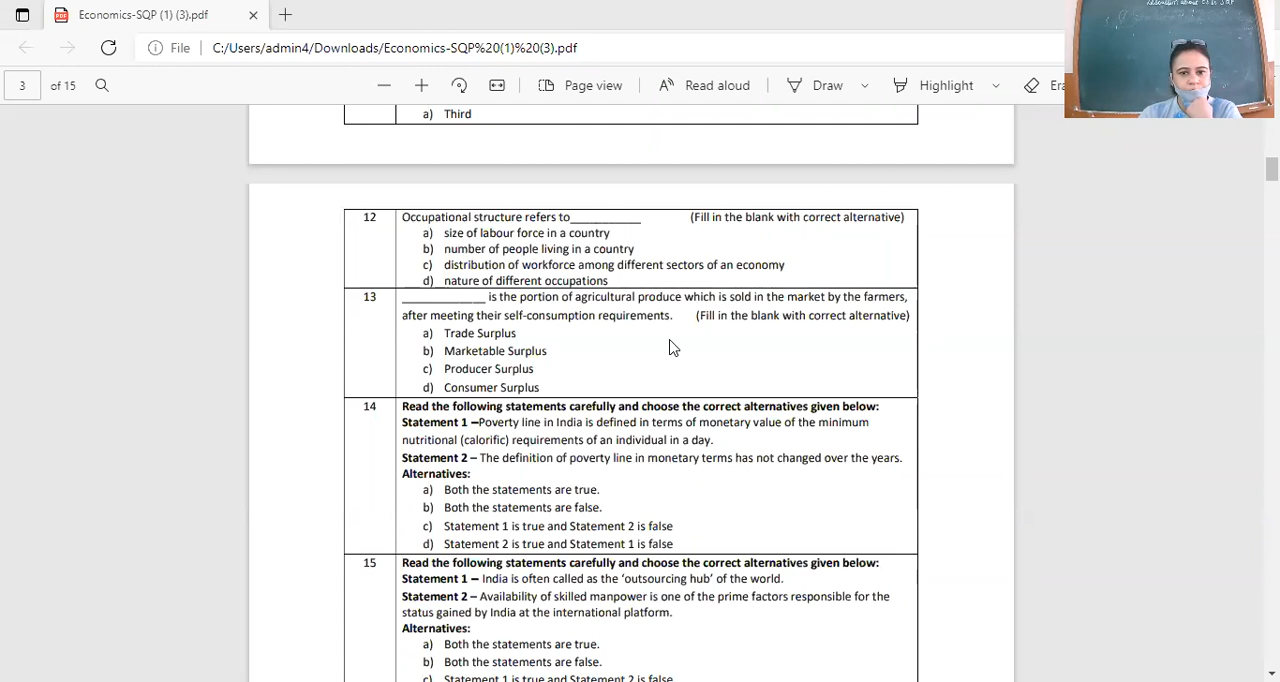 Economics-SQP (1) (3).pdf
File C:/Users/admin4/Downloads/Economics-SQP%20(1)%20(3).pdf
3 of 15 Page view Read aloud Draw Highlight Era
a) Third
12 Occupational structure refers to___________ (Fill in the blank with correct alternative)
a) size of labour force in a country
b) number of people living in a country
c) distribution of workforce among different sectors of an economy
d) nature of different occupations
13 _____________ is the portion of agricultural produce which is sold in the market by the farmers,
after meeting their self-consumption requirements. (Fill in the blank with correct alternative)
a) Trade Surplus
b) Marketable Surplus
c) Producer Surplus
d) Consumer Surplus
14 Read the following statements carefully and choose the correct alternatives given below:
Statement 1 –Poverty line in India is defined in terms of monetary value of the minimum
nutritional (calorific) requirements of an individual in a day.
Statement 2 – The definition of poverty line in monetary terms has not changed over the years.
Alternatives:
a) Both the statements are true.
b) Both the statements are false.
c) Statement 1 is true and Statement 2 is false
d) Statement 2 is true and Statement 1 is false
15 Read the following statements carefully and choose the correct alternatives given below:
Statement 1 – India is often called as the ‘outsourcing hub’ of the world.
Statement 2 – Availability of skilled manpower is one of the prime factors responsible for the
status gained by India at the international platform.
Alternatives:
a) Both the statements are true.
b) Both the statements are false.
c) Statement 1 is true and Statement 2 is false